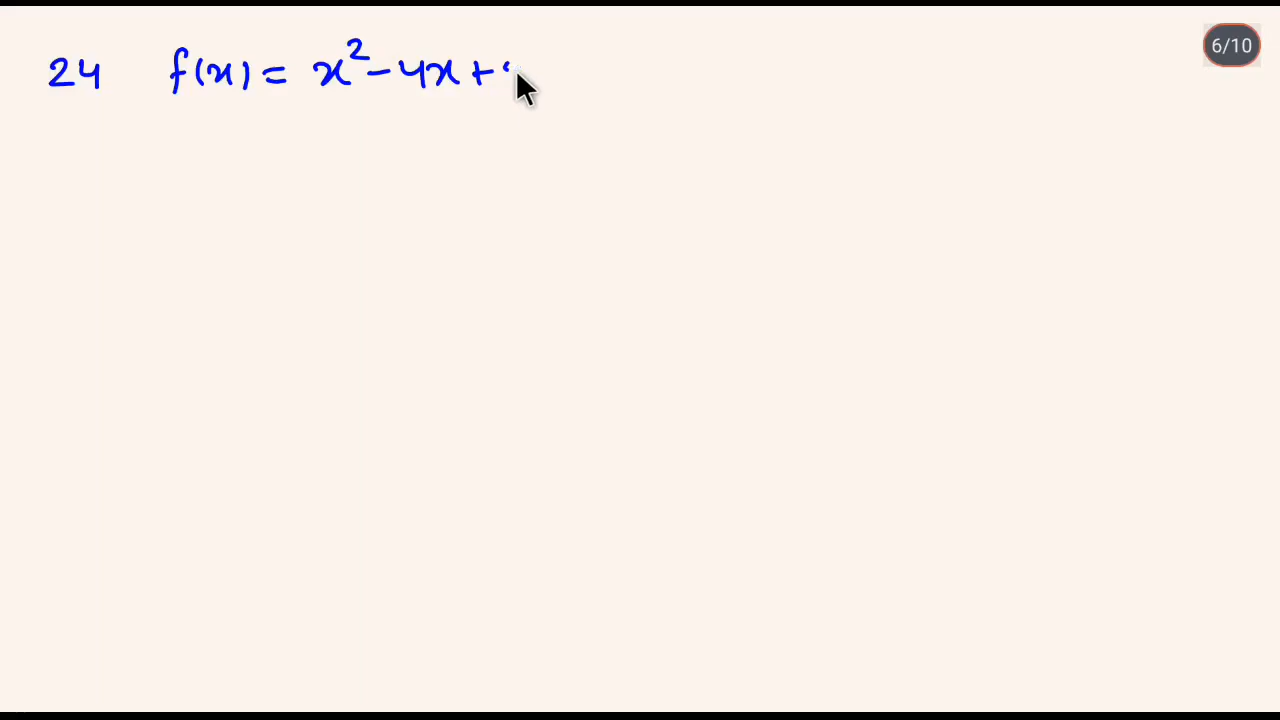 24 f(x) = x² - 4x +
6/10